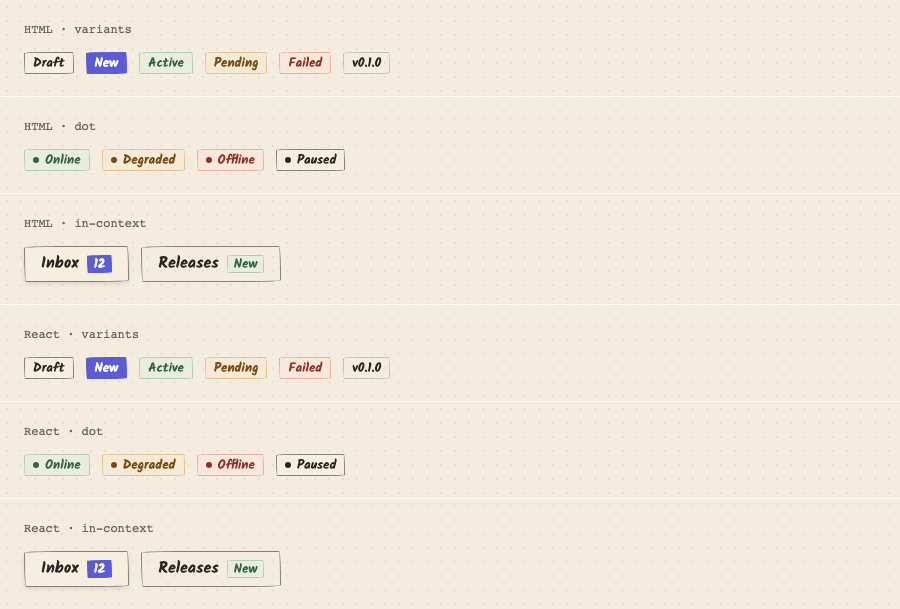 HTML · variants
Draft New Active Pending Failed v0.1.0
HTML · dot
Online Degraded Offline Paused
HTML · in-context
Inbox 12 Releases New
React · variants
Draft New Active Pending Failed v0.1.0
React · dot
Online Degraded Offline Paused
React · in-context
Inbox 12 Releases New